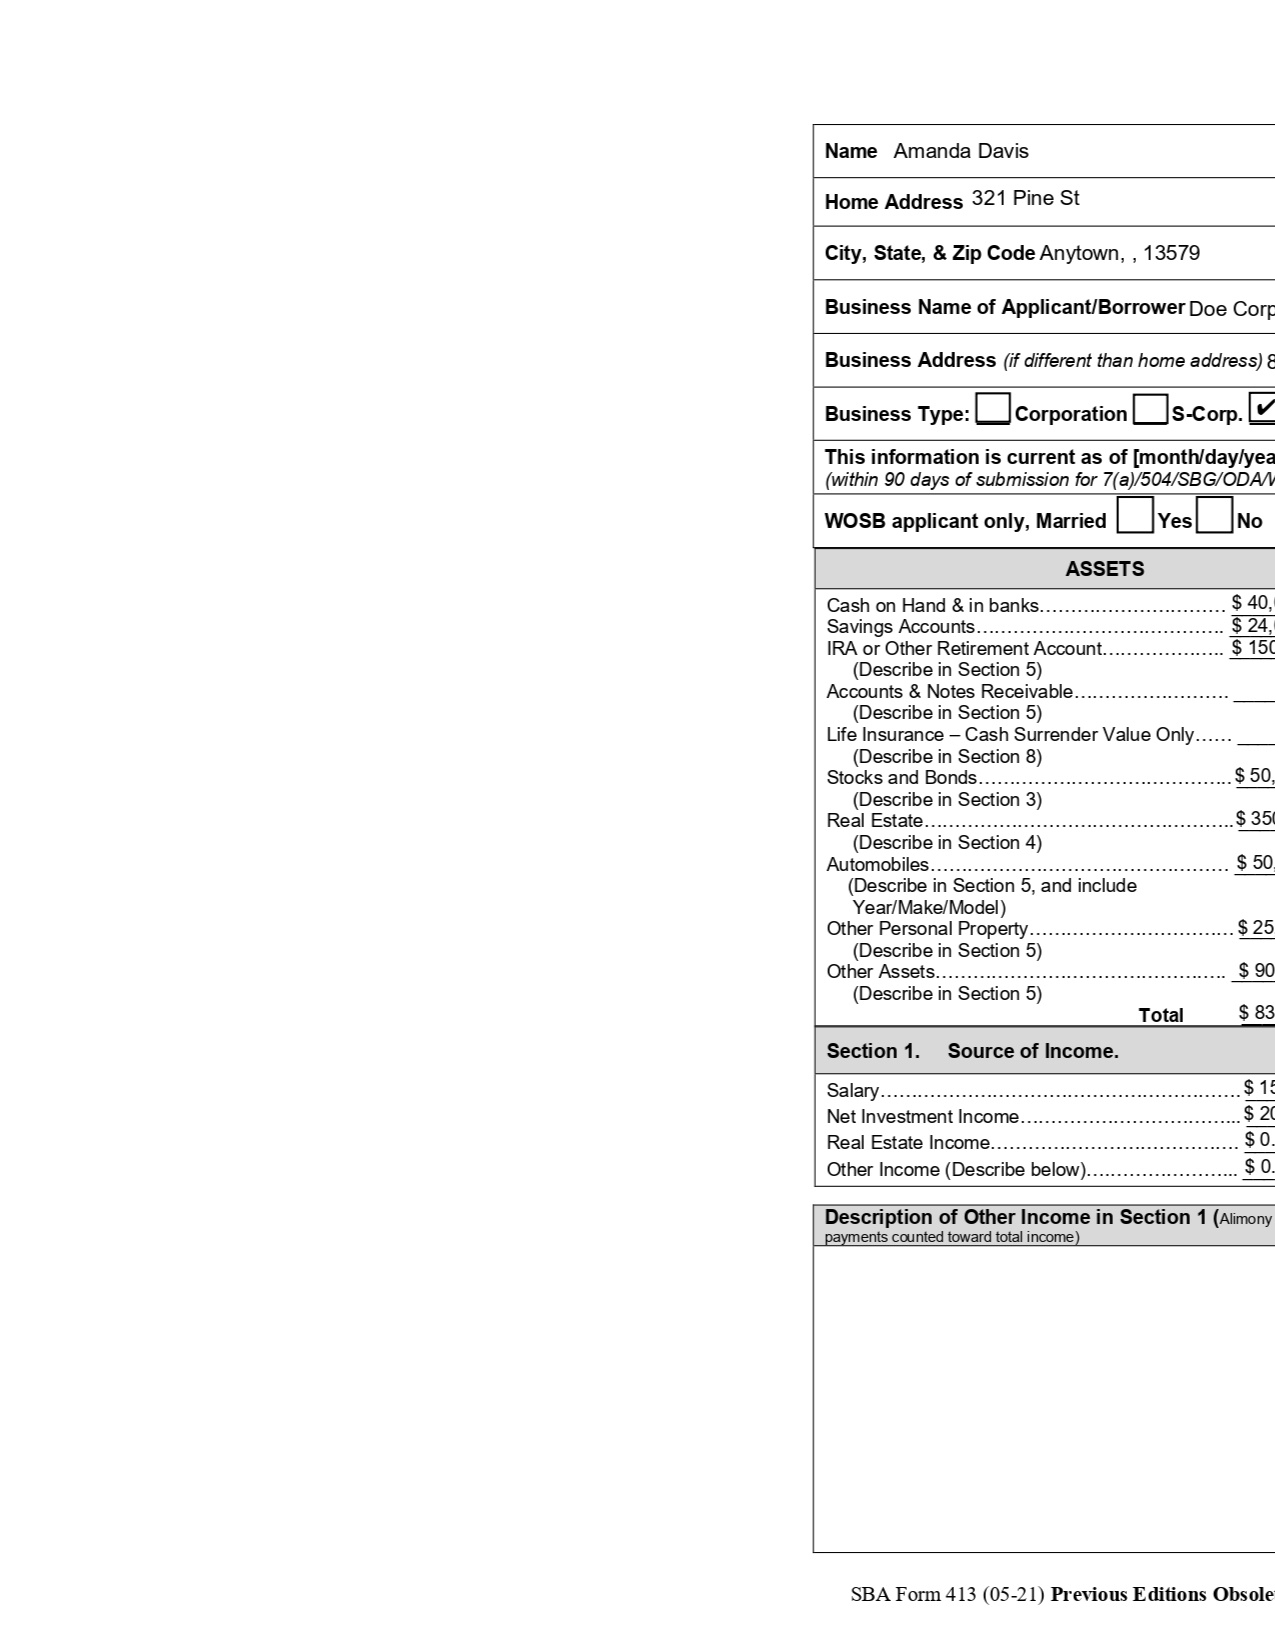 Name Amanda Davis
Home Address 321 Pine St
City, State, & Zip Code Anytown, , 13579
Business Name of Applicant/Borrower Doe Corp
Business Address (if different than home address) 8
Business Type: Corporation S-Corp. ✔
This information is current as of [month/day/yea
(within 90 days of submission for 7(a)/504/SBG/ODA/
WOSB applicant only, Married Yes No
ASSETS
Cash on Hand & in banks………………………… $ 40,
Savings Accounts…………………………………. $ 24,
IRA or Other Retirement Account………………. $ 150
(Describe in Section 5)
Accounts & Notes Receivable……………………. ____
(Describe in Section 5)
Life Insurance – Cash Surrender Value Only…… ____
(Describe in Section 8)
Stocks and Bonds………………………………….. $ 50,
(Describe in Section 3)
Real Estate…………………………………………. $ 350
(Describe in Section 4)
Automobiles………………………………………… $ 50,
(Describe in Section 5, and include
Year/Make/Model)
Other Personal Property…………………………… $ 25
(Describe in Section 5)
Other Assets………………………………………. $ 90
(Describe in Section 5)
Total $ 83
Section 1. Source of Income.
Salary…………………………………………………. $ 15
Net Investment Income……………………………... $ 20
Real Estate Income………………………………… $ 0.
Other Income (Describe below)…………………... $ 0.
Description of Other Income in Section 1 (Alimony
payments counted toward total income)
SBA Form 413 (05-21) Previous Editions Obsole